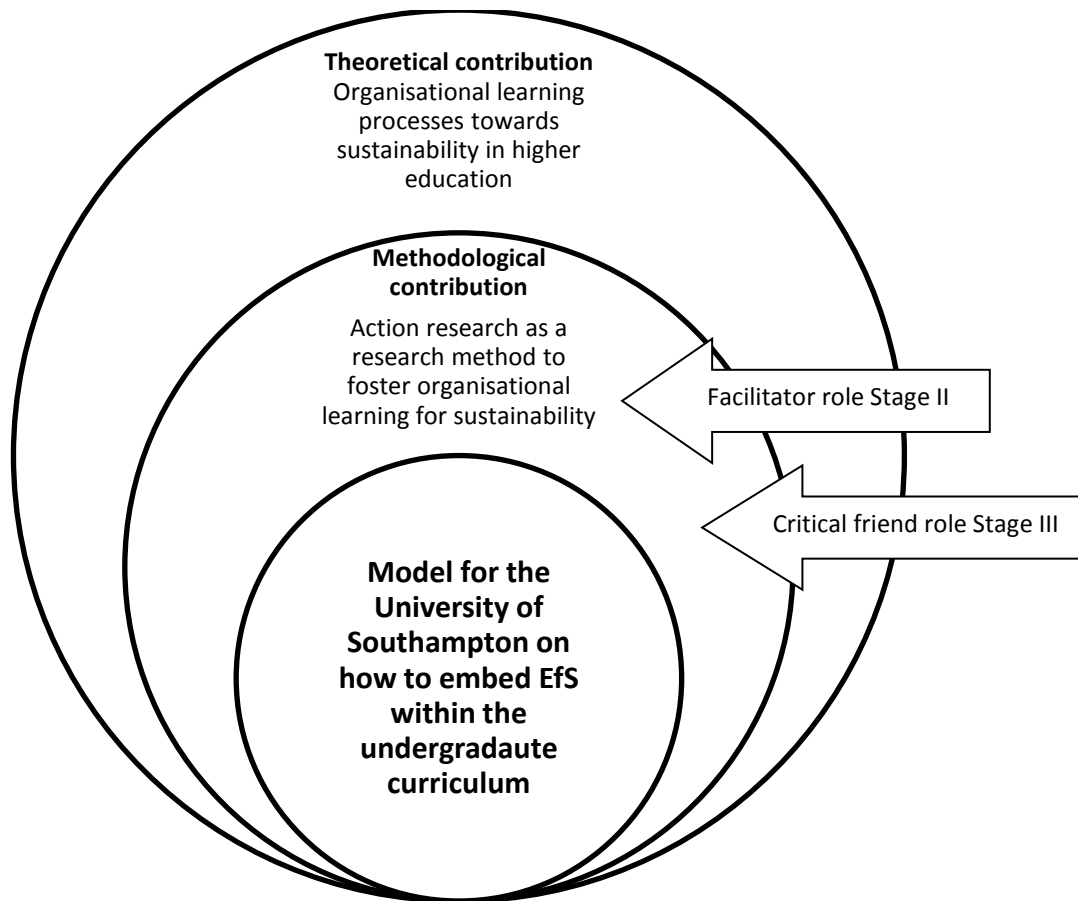 Theoretical contribution
Organisational learning
processes towards
sustainability in higher
education
Methodological
contribution
Action research as a
research method to
foster organisational
learning for sustainability
Facilitator role Stage II
Critical friend role Stage III
Model for the
University of
Southampton on
how to embed EfS
within the
undergradaute
curriculum